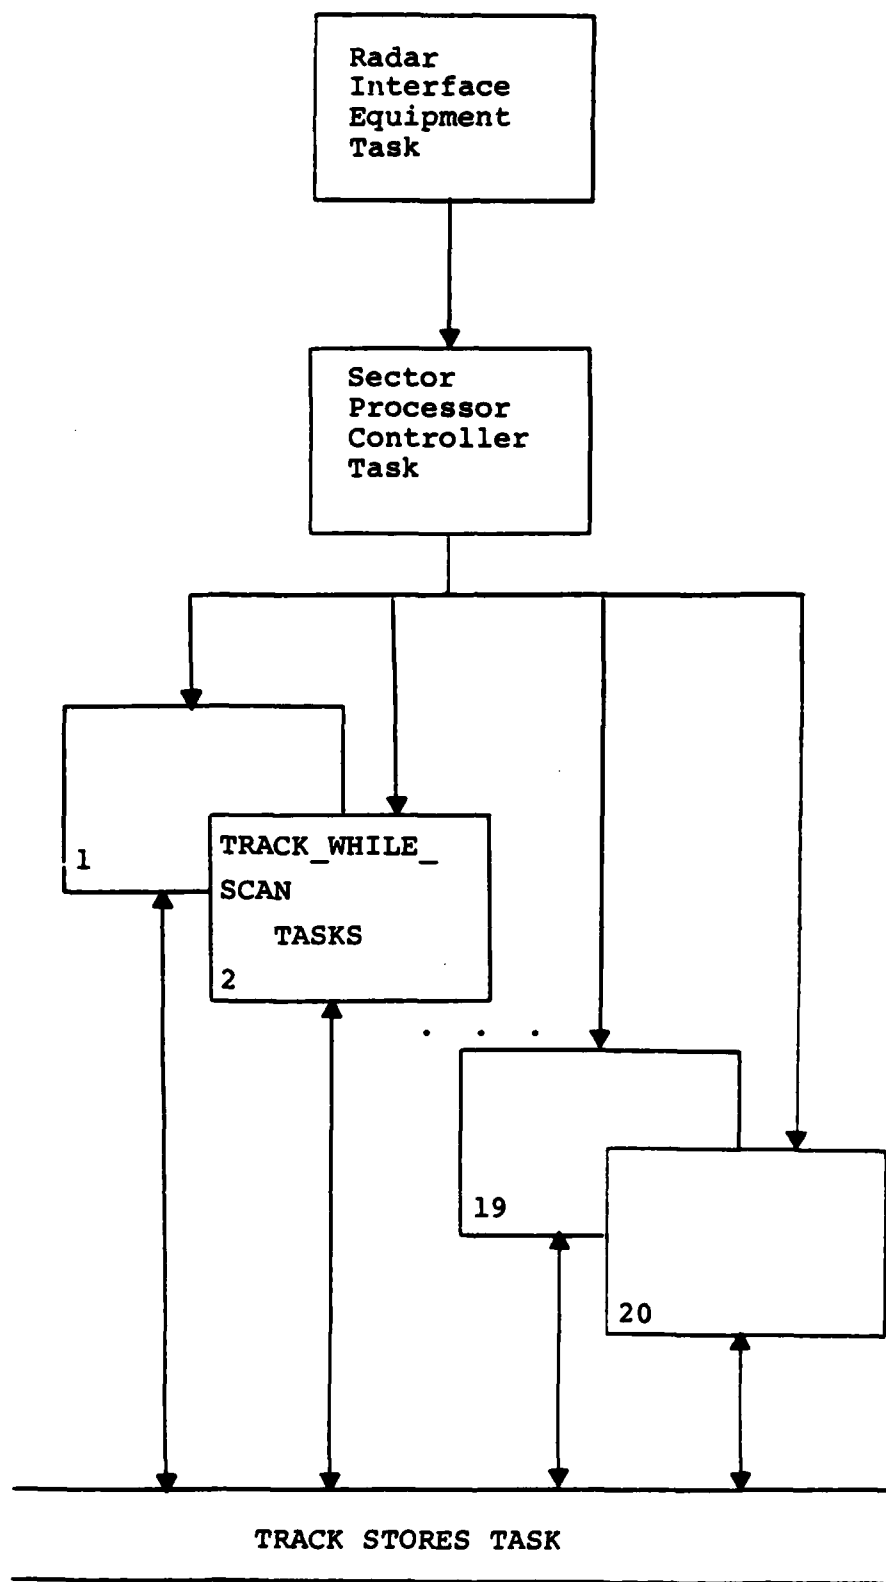 Radar
Interface
Equipment
Task
Sector
Processor
Controller
Task
1
TRACK_WHILE_
SCAN
TASKS
2
. . .
19
20
TRACK STORES TASK